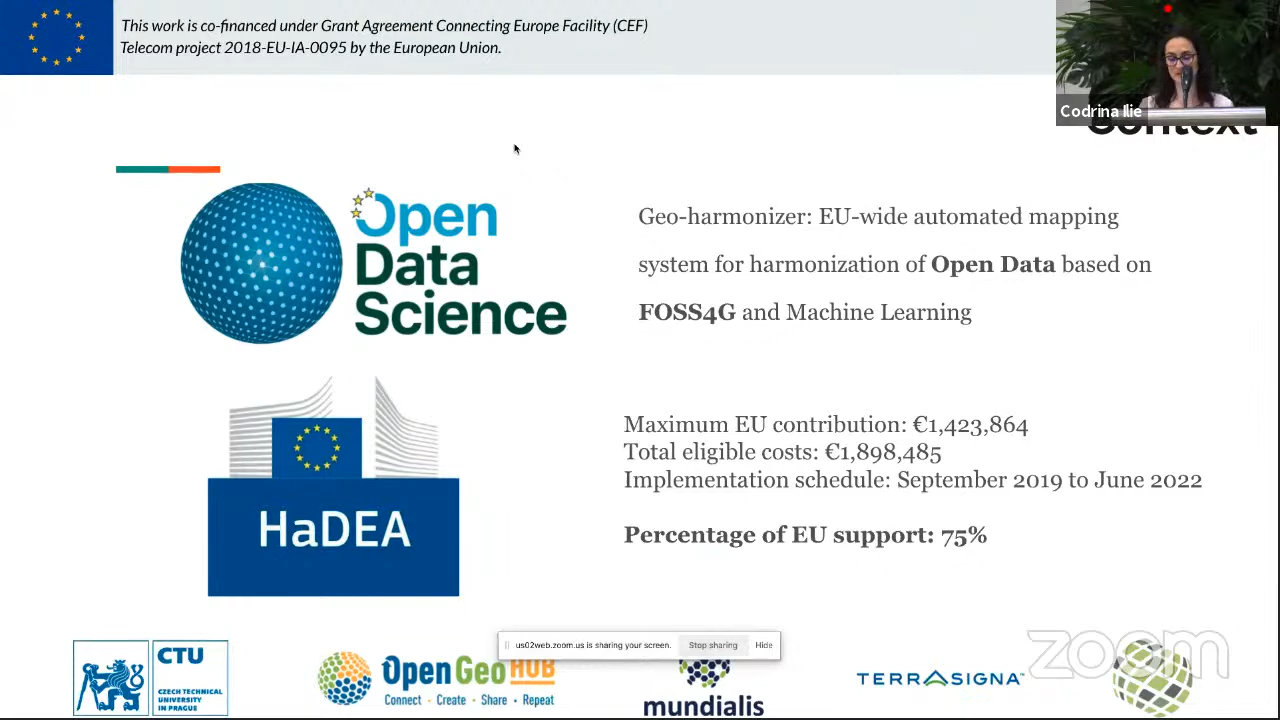 This work is co-financed under Grant Agreement Connecting Europe Facility (CEF)
Telecom project 2018-EU-IA-0095 by the European Union.
Codrina Ilie
Context
Open
Data
Science
Geo-harmonizer: EU-wide automated mapping
system for harmonization of Open Data based on
FOSS4G and Machine Learning
HaDEA
Maximum EU contribution: €1,423,864
Total eligible costs: €1,898,485
Implementation schedule: September 2019 to June 2022
Percentage of EU support: 75%
us02web.zoom.us is sharing your screen.
Stop sharing
Hide
CTU
CZECH TECHNICAL
UNIVERSITY
IN PRAGUE
OpenGeoHUB
Connect · Create · Share · Repeat
mundialis
TERRASIGNA™
zoom